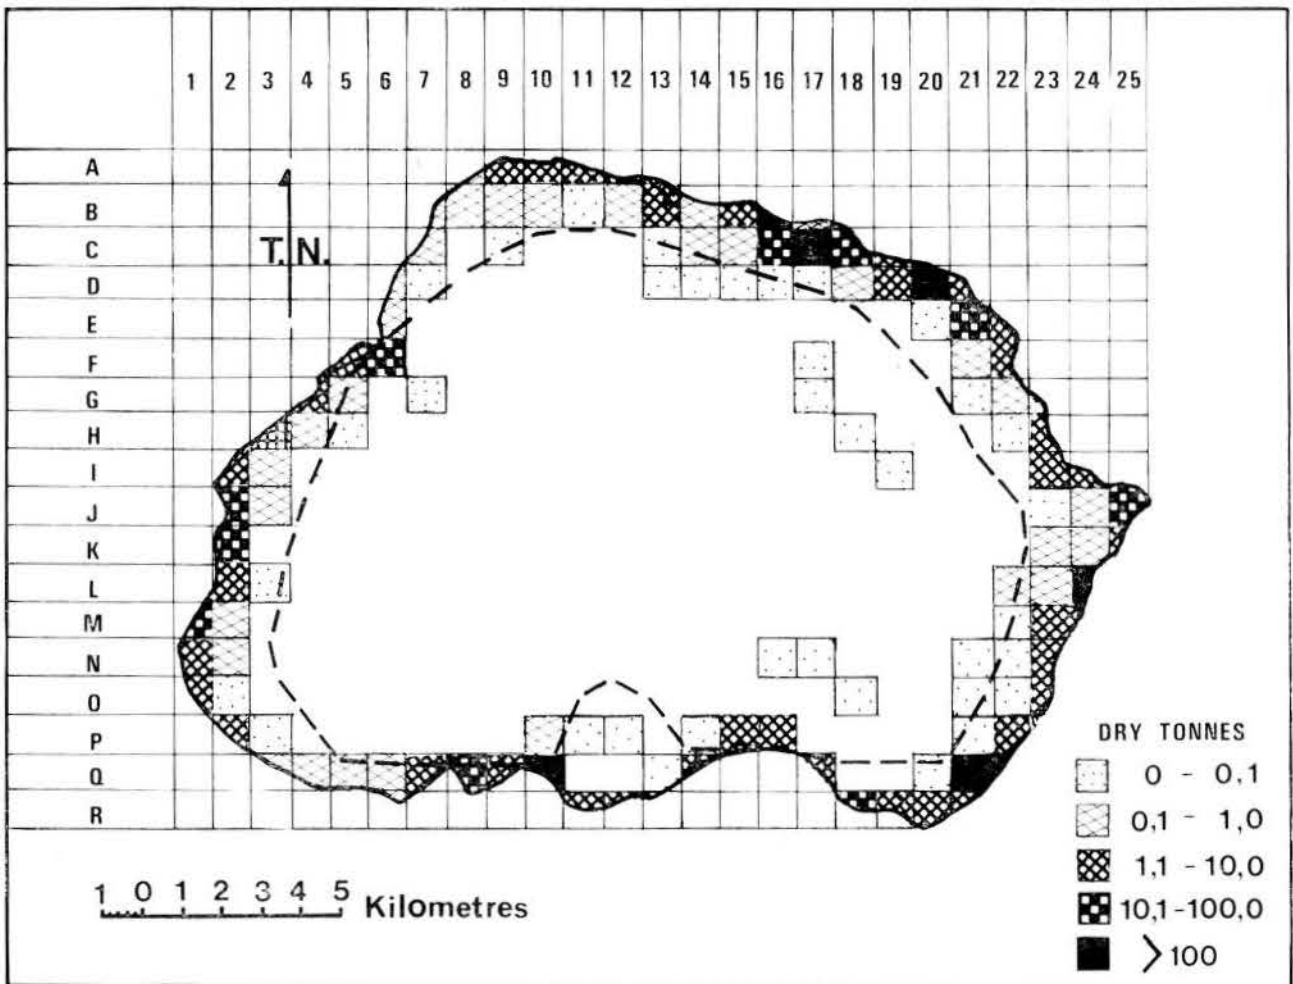 1 2 3 4 5 6 7 8 9 10 11 12 13 14 15 16 17 18 19 20 21 22 23 24 25
A
B
T.N.
C
D
E
F
G
H
I
J
K
L
M
N
O
P
Q
R
DRY TONNES
0 - 0,1
0,1 - 1,0
1,1 - 10,0
10,1-100,0
>100
1 0 1 2 3 4 5 Kilometres